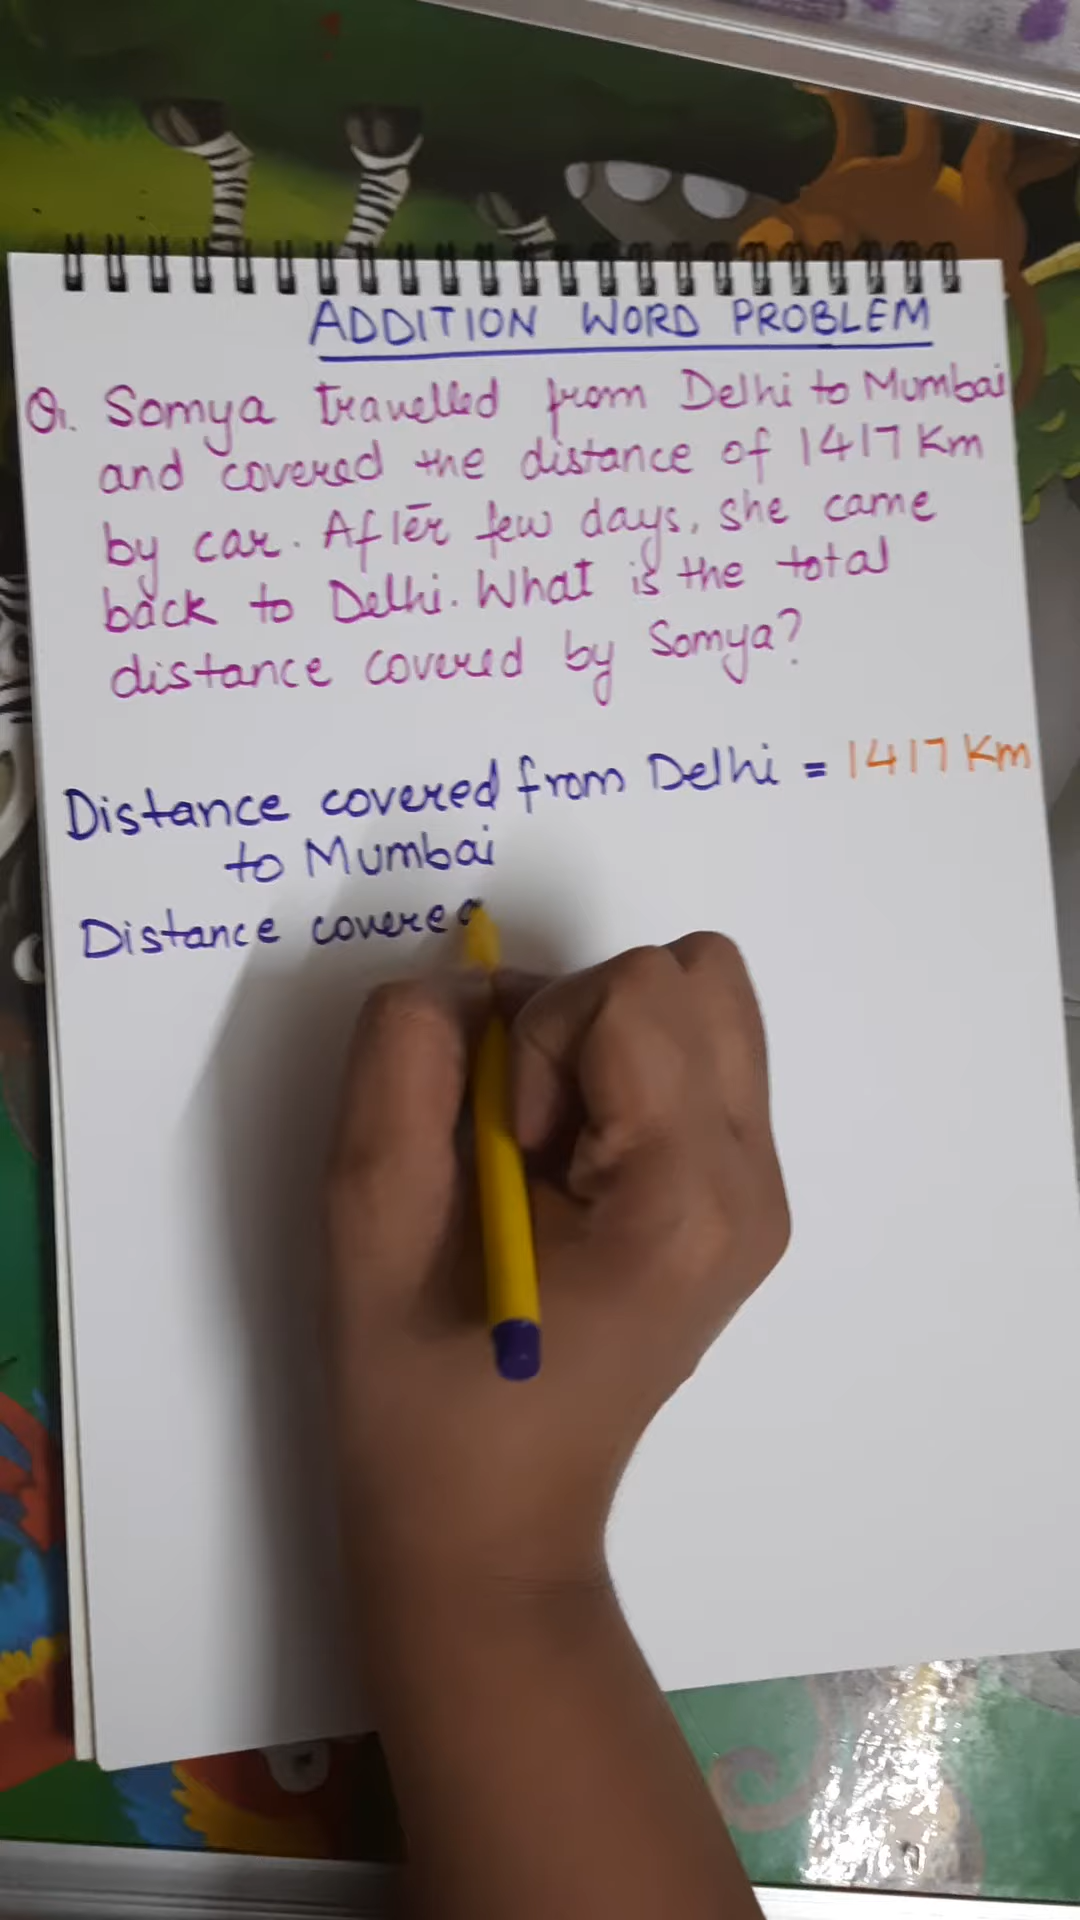 ADDITION WORD PROBLEM
Q1. Somya travelled from Delhi to Mumbai
and covered the distance of 1417 Km
by car. After few days, she came
back to Delhi. What is the total
distance covered by Somya?
Distance covered from Delhi = 1417 Km
to Mumbai
Distance covered